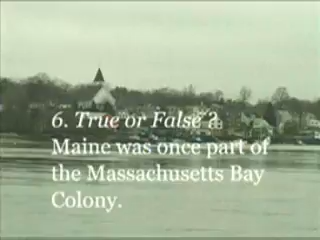 6. True or False ?
Maine was once part of
the Massachusetts Bay
Colony.